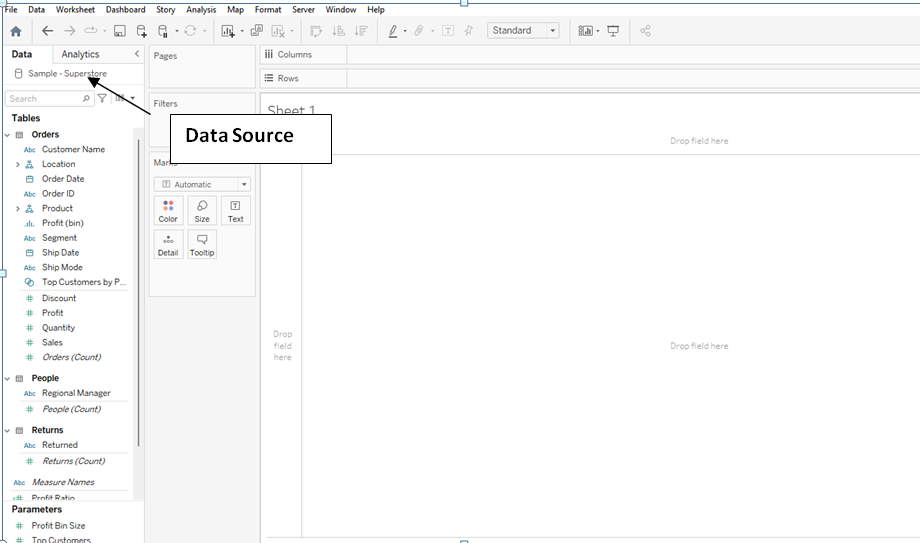 File Data Worksheet Dashboard Story Analysis Map Format Server Window Help
Standard
Data Analytics
Sample - Superstore
Search
Tables
Orders
Abc Customer Name
Location
Order Date
Abc Order ID
Product
Profit (bin)
Abc Segment
Ship Date
Abc Ship Mode
Top Customers by P...
# Discount
# Profit
# Quantity
# Sales
# Orders (Count)
People
Abc Regional Manager
# People (Count)
Returns
Abc Returned
# Returns (Count)
Abc Measure Names
=# Profit Ratio
Parameters
# Profit Bin Size
# Top Customers
Pages
Filters
Data Source
Marks
T Automatic
Color Size T Text
Detail Tooltip
Columns
Rows
Sheet 1
Drop field here
Drop
field
here
Drop field here